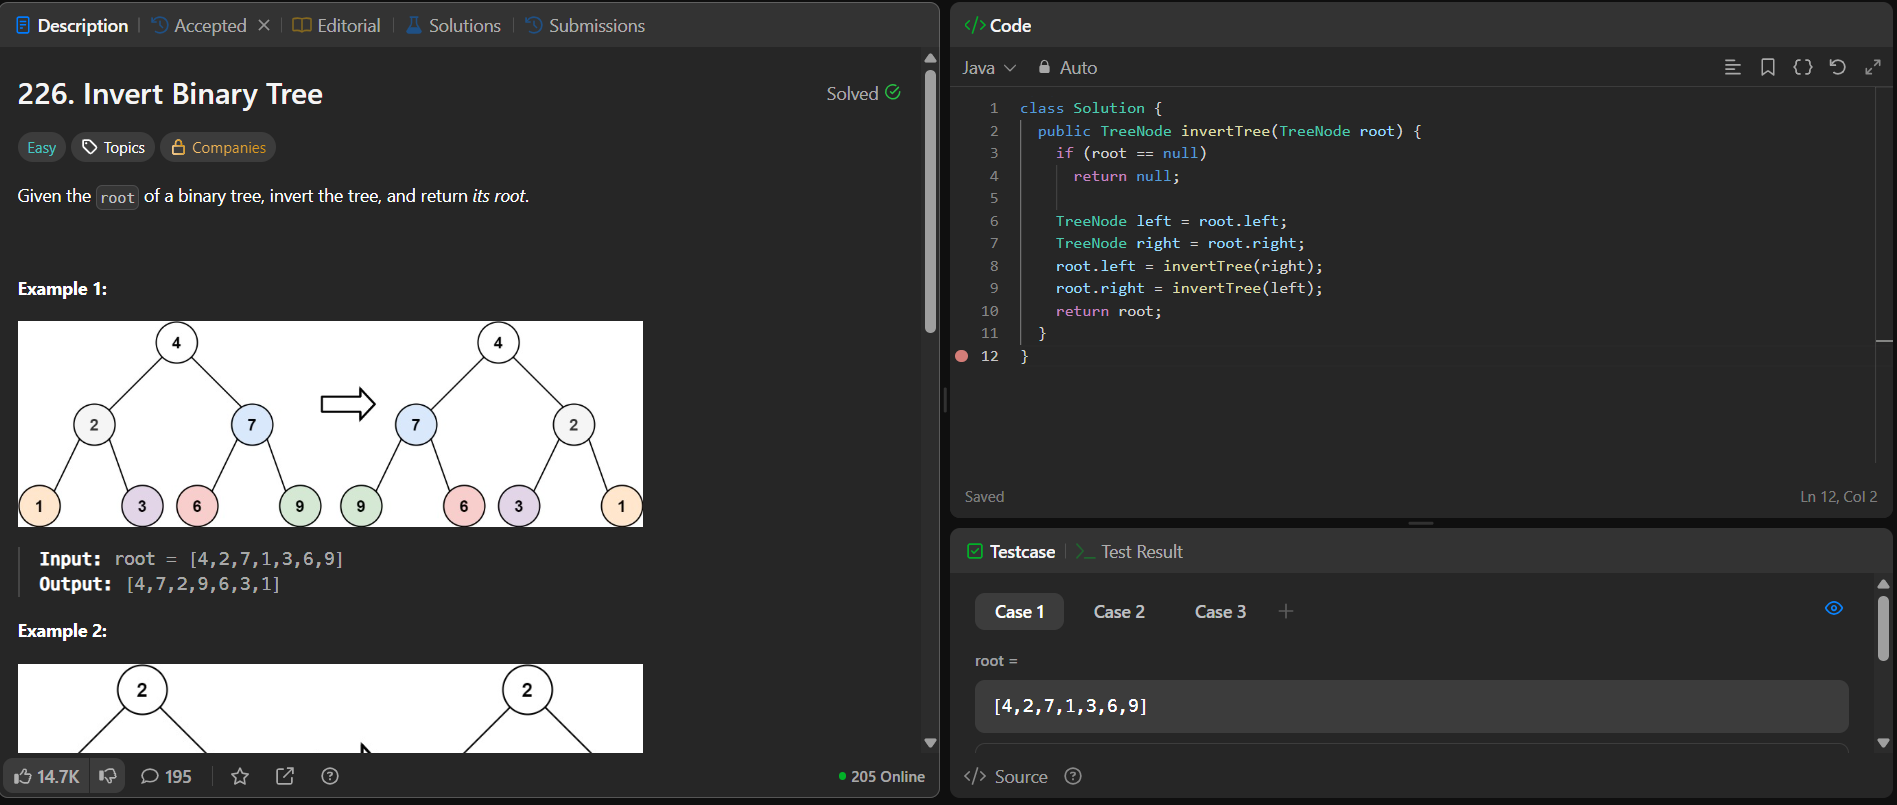 Description
Accepted
Editorial
Solutions
Submissions
226. Invert Binary Tree
Solved
Easy
Topics
Companies
Given the root of a binary tree, invert the tree, and return its root.
Example 1:
4 4
2 7 7 2
1 3 6 9 9 6 3 1
Input: root = [4,2,7,1,3,6,9]
Output: [4,7,2,9,6,3,1]
Example 2:
2 2
14.7K
195
205 Online
</> Code
Java
Auto
1 class Solution {
2 public TreeNode invertTree(TreeNode root) {
3 if (root == null)
4 return null;
5
6 TreeNode left = root.left;
7 TreeNode right = root.right;
8 root.left = invertTree(right);
9 root.right = invertTree(left);
10 return root;
11 }
12 }
Saved
Ln 12, Col 2
Testcase
Test Result
Case 1 Case 2 Case 3 +
root =
[4,2,7,1,3,6,9]
</> Source